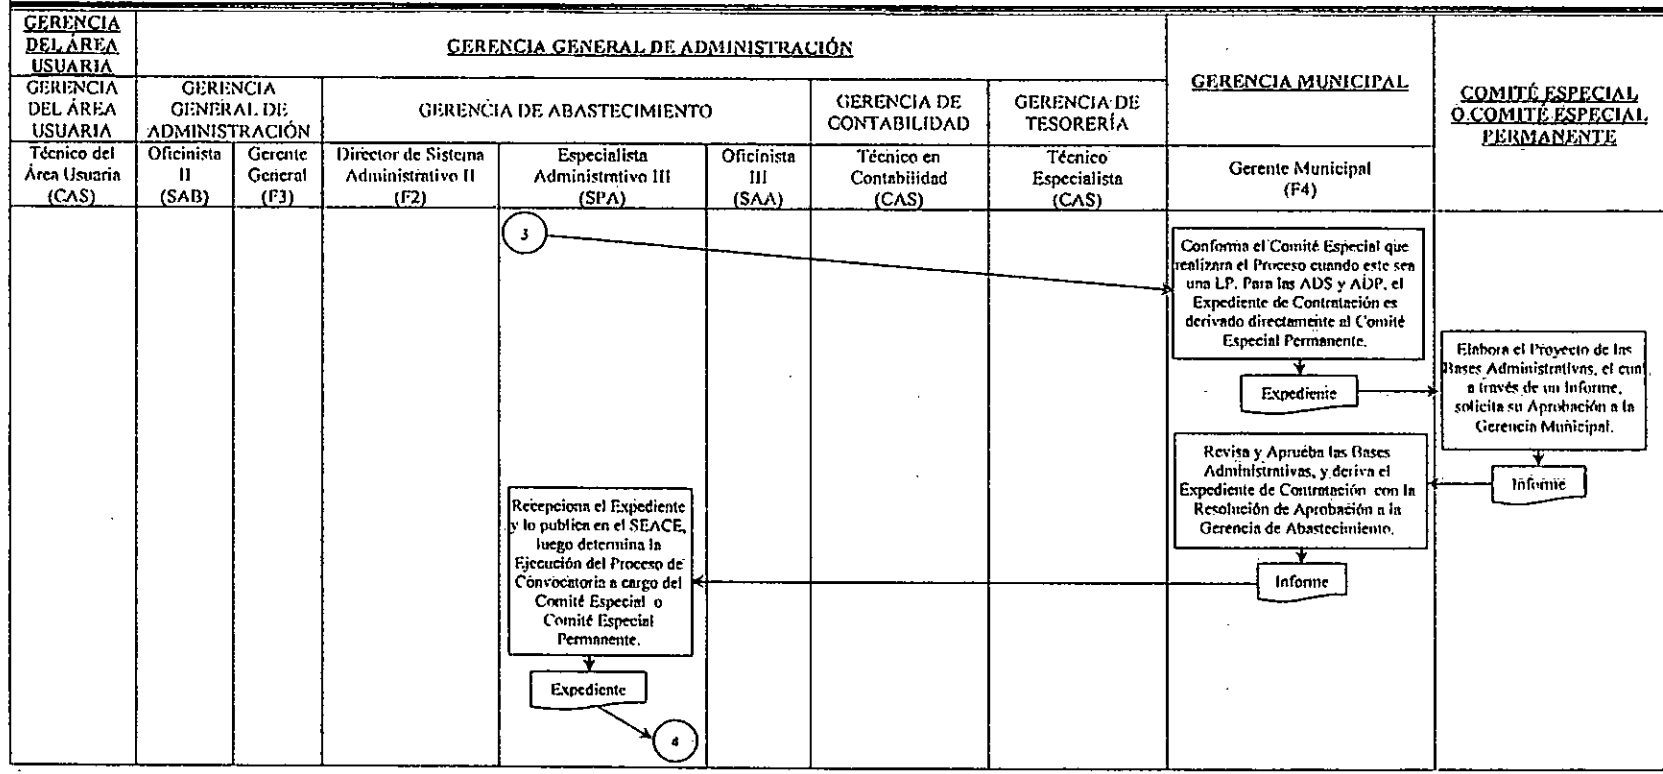 GERENCIA
DEL ÁREA
USUARIA
GERENCIA GENERAL DE ADMINISTRACIÓN
GERENCIA MUNICIPAL
COMITÉ ESPECIAL
O COMITÉ ESPECIAL
PERMANENTE
GERENCIA
DEL ÁREA
USUARIA
GERENCIA
GENERAL DE
ADMINISTRACIÓN
GERENCIA DE ABASTECIMIENTO
GERENCIA DE
CONTABILIDAD
GERENCIA DE
TESORERÍA
Técnico del
Área Usuaria
(CAS)
Oficinista
II
(SAB)
Gerente
General
(F3)
Director de Sistema
Administrativo II
(F2)
Especialista
Administrativo III
(SPA)
Oficinista
III
(SAA)
Técnico en
Contabilidad
(CAS)
Técnico
Especialista
(CAS)
Gerente Municipal
(F4)
3
Conforma el Comité Especial que
realizara el Proceso cuando este sea
una LP. Para las ADS y ADP, el
Expediente de Contratación es
derivado directamente al Comité
Especial Permanente.
Expediente
Elabora el Proyecto de las
Bases Administrativas, el cual
a través de un Informe,
solicita su Aprobación a la
Gerencia Municipal.
Informe
Revisa y Aprueba las Bases
Administrativas, y deriva el
Expediente de Contratación con la
Resolución de Aprobación a la
Gerencia de Abastecimiento.
Informe
Recepciona el Expediente
y lo publica en el SEACE,
luego determina la
Ejecución del Proceso de
Convocatoria a cargo del
Comité Especial o
Comité Especial
Permanente.
Expediente
4